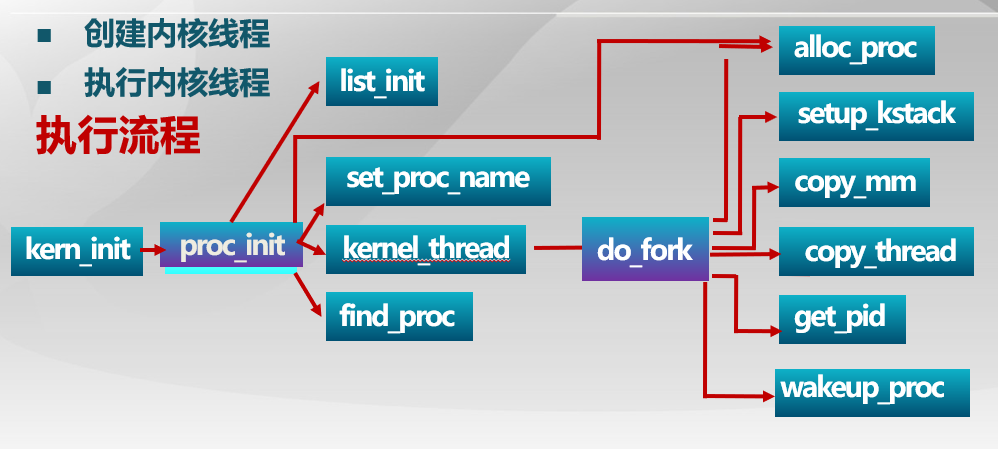 创建内核线程
执行内核线程
执行流程
list_init
set_proc_name
kern_init
proc_init
kernel_thread
find_proc
do_fork
alloc_proc
setup_kstack
copy_mm
copy_thread
get_pid
wakeup_proc